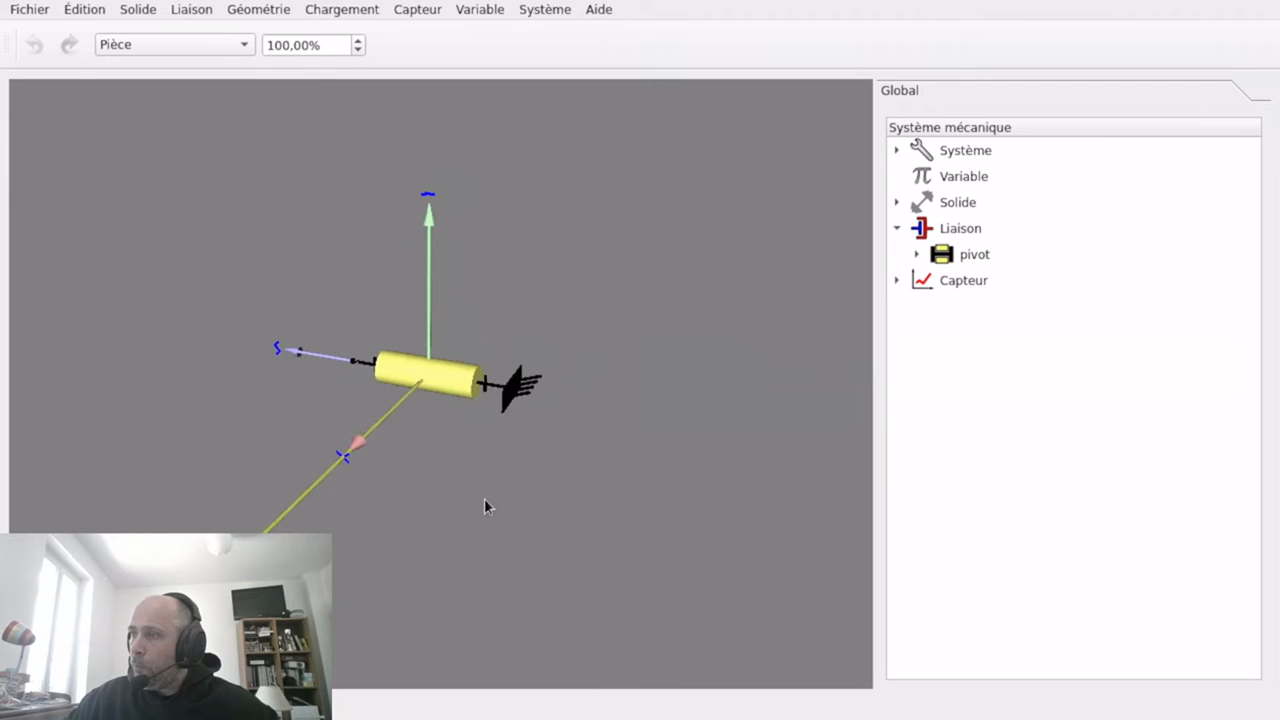 Fichier Édition Solide Liaison Géométrie Chargement Capteur Variable Système Aide
Pièce 100,00%
Global
Système mécanique
Système
Variable
Solide
Liaison
pivot
Capteur